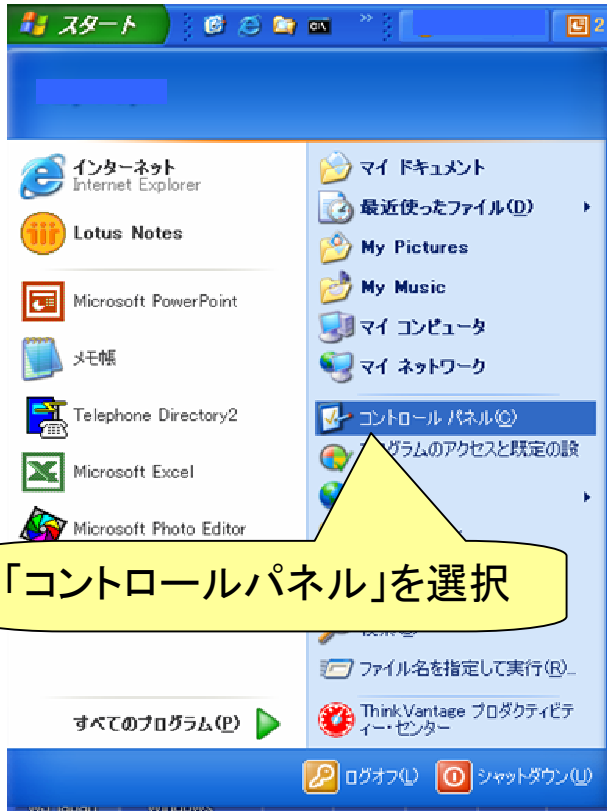 スタート
2
インターネット
Internet Explorer
Lotus Notes
Microsoft PowerPoint
メモ帳
Telephone Directory2
Microsoft Excel
Microsoft Photo Editor
すべてのプログラム(P)
マイ ドキュメント
最近使ったファイル(D)
My Pictures
My Music
マイ コンピュータ
マイ ネットワーク
コントロール パネル(C)
プログラムのアクセスと既定の設
「コントロールパネル」を選択
ファイル名を指定して実行(R)...
ThinkVantage プロダクティビテ
ィー・センター
ログオフ(L)
シャットダウン(U)